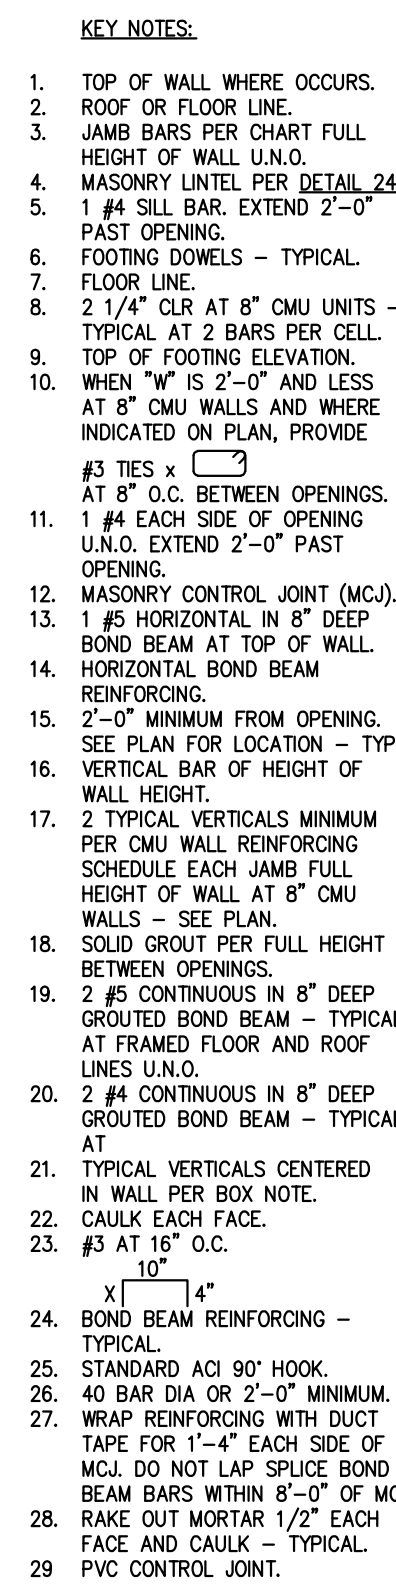 KEY NOTES:
1. TOP OF WALL WHERE OCCURS.
2. ROOF OR FLOOR LINE.
3. JAMB BARS PER CHART FULL
HEIGHT OF WALL U.N.O.
4. MASONRY LINTEL PER DETAIL 24
5. 1 #4 SILL BAR. EXTEND 2'-0"
PAST OPENING.
6. FOOTING DOWELS – TYPICAL.
7. FLOOR LINE.
8. 2 1/4" CLR AT 8" CMU UNITS –
TYPICAL AT 2 BARS PER CELL.
9. TOP OF FOOTING ELEVATION.
10. WHEN "W" IS 2'-0" AND LESS
AT 8" CMU WALLS AND WHERE
INDICATED ON PLAN, PROVIDE
#3 TIES x
AT 8" O.C. BETWEEN OPENINGS.
11. 1 #4 EACH SIDE OF OPENING
U.N.O. EXTEND 2'-0" PAST
OPENING.
12. MASONRY CONTROL JOINT (MCJ).
13. 1 #5 HORIZONTAL IN 8" DEEP
BOND BEAM AT TOP OF WALL.
14. HORIZONTAL BOND BEAM
REINFORCING.
15. 2'-0" MINIMUM FROM OPENING.
SEE PLAN FOR LOCATION – TYP
16. VERTICAL BAR OF HEIGHT OF
WALL HEIGHT.
17. 2 TYPICAL VERTICALS MINIMUM
PER CMU WALL REINFORCING
SCHEDULE EACH JAMB FULL
HEIGHT OF WALL AT 8" CMU
WALLS – SEE PLAN.
18. SOLID GROUT PER FULL HEIGHT
BETWEEN OPENINGS.
19. 2 #5 CONTINUOUS IN 8" DEEP
GROUTED BOND BEAM – TYPICAL
AT FRAMED FLOOR AND ROOF
LINES U.N.O.
20. 2 #4 CONTINUOUS IN 8" DEEP
GROUTED BOND BEAM – TYPICAL
AT
21. TYPICAL VERTICALS CENTERED
IN WALL PER BOX NOTE.
22. CAULK EACH FACE.
23. #3 AT 16" O.C.
10"
X 4"
24. BOND BEAM REINFORCING –
TYPICAL.
25. STANDARD ACI 90° HOOK.
26. 40 BAR DIA OR 2'-0" MINIMUM.
27. WRAP REINFORCING WITH DUCT
TAPE FOR 1'-4" EACH SIDE OF
MCJ. DO NOT LAP SPLICE BOND
BEAM BARS WITHIN 8'-0" OF
28. RAKE OUT MORTAR 1/2" EACH
FACE AND CAULK – TYPICAL.
29 PVC CONTROL JOINT.